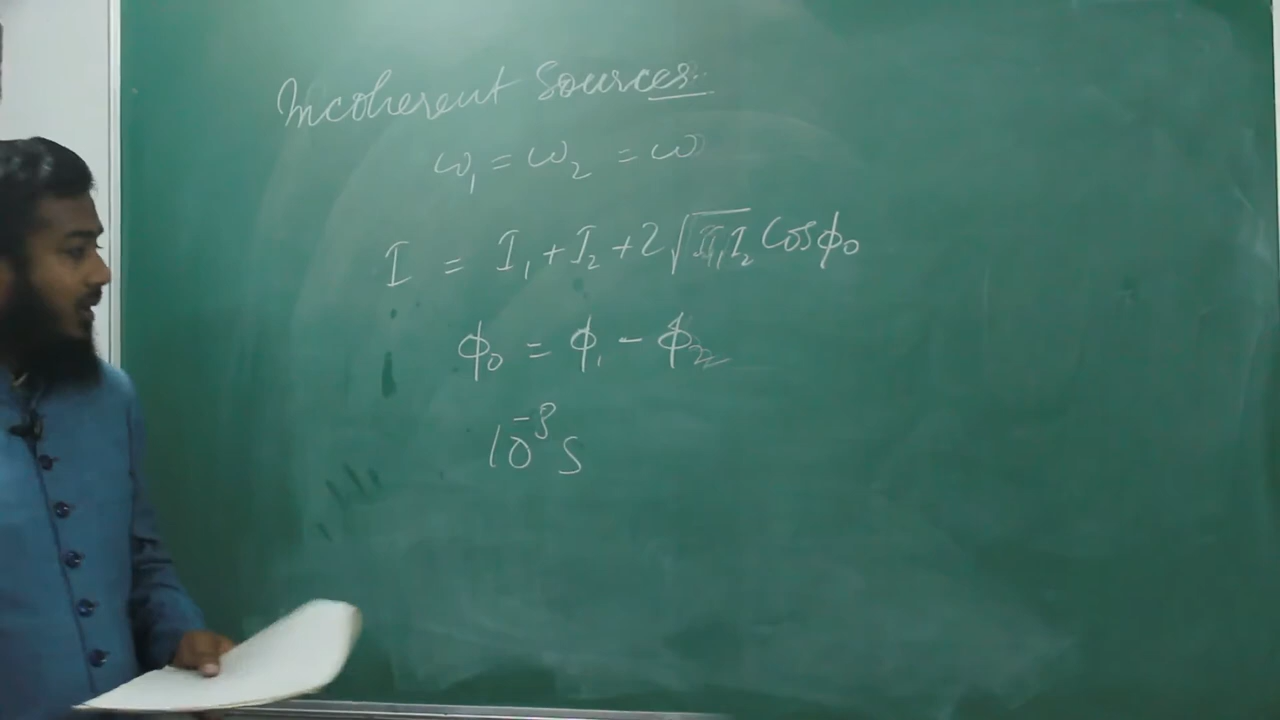 Incoherent Sources
ω₁ = ω₂ = ω
I = I₁ + I₂ + 2√I₁I₂ Cosϕ₀
ϕ₀ = ϕ₁ - ϕ₂
10⁻⁸ s